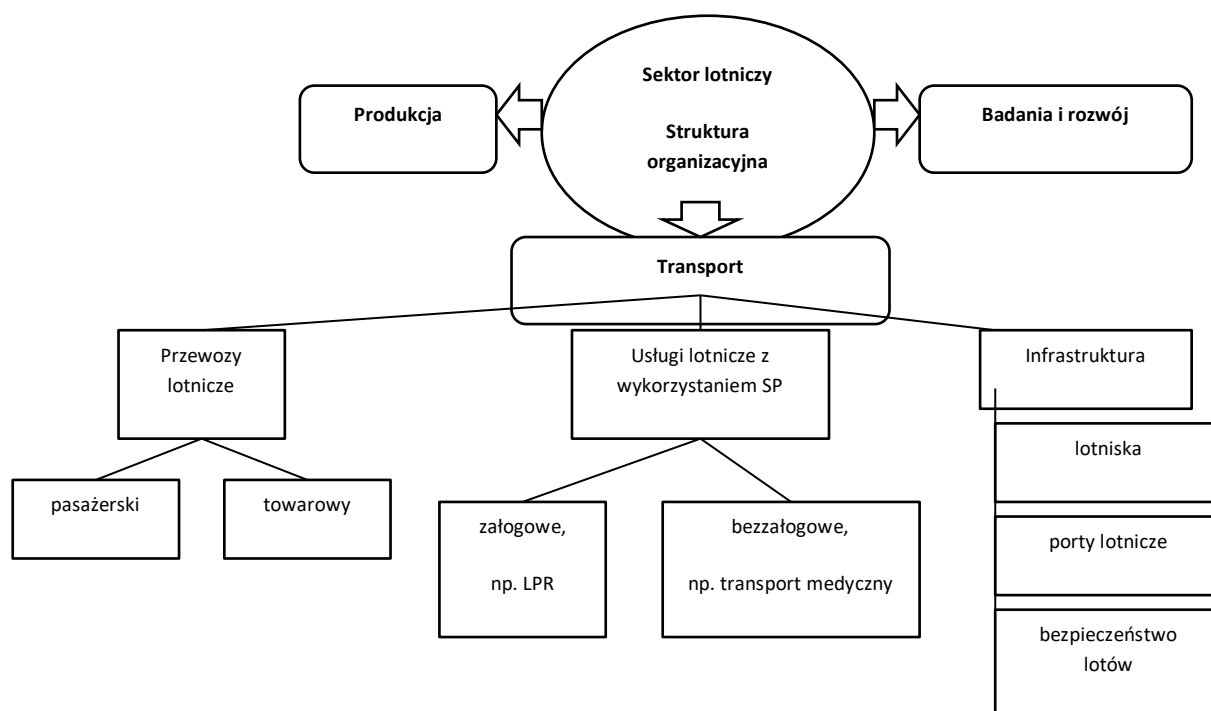 Sektor lotniczy
Struktura
organizacyjna
Produkcja
Badania i rozwój
Transport
Przewozy
lotnicze
Usługi lotnicze z
wykorzystaniem SP
Infrastruktura
pasażerski
towarowy
załogowe,
np. LPR
bezzałogowe,
np. transport medyczny
lotniska
porty lotnicze
bezpieczeństwo
lotów